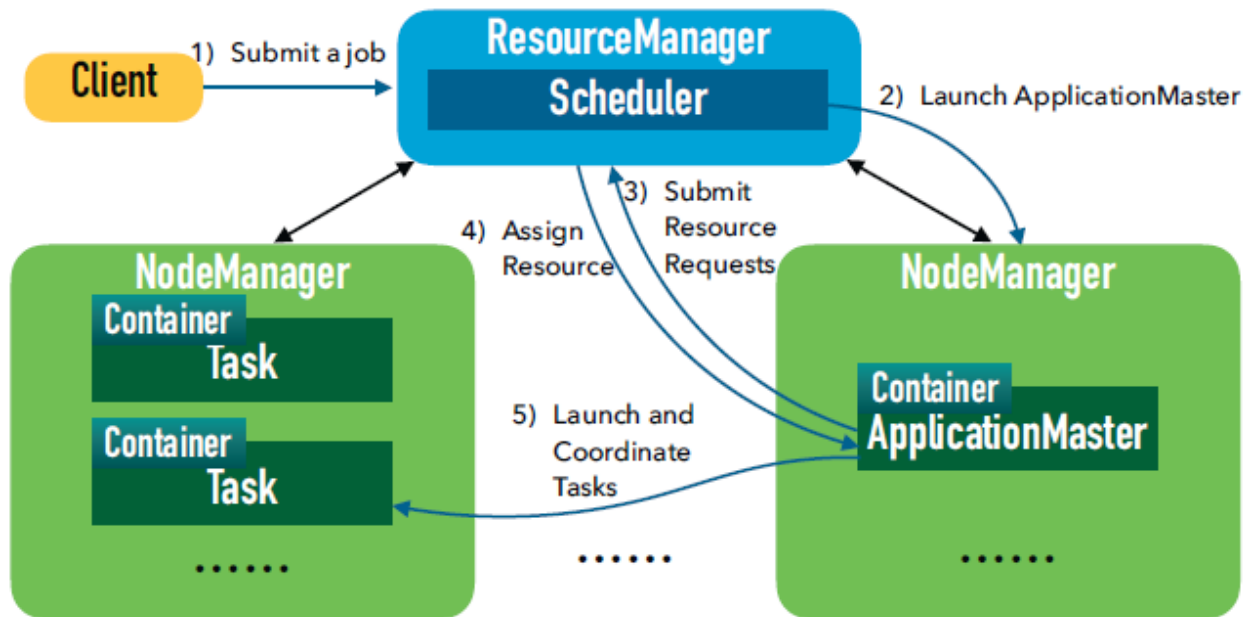 ResourceManager
1) Submit a job
Client
Scheduler
2) Launch ApplicationMaster
3) Submit
Resource
Requests
4) Assign
Resource
NodeManager
Container
Task
Container
Task
......
5) Launch and
Coordinate
Tasks
......
NodeManager
Container
ApplicationMaster
......